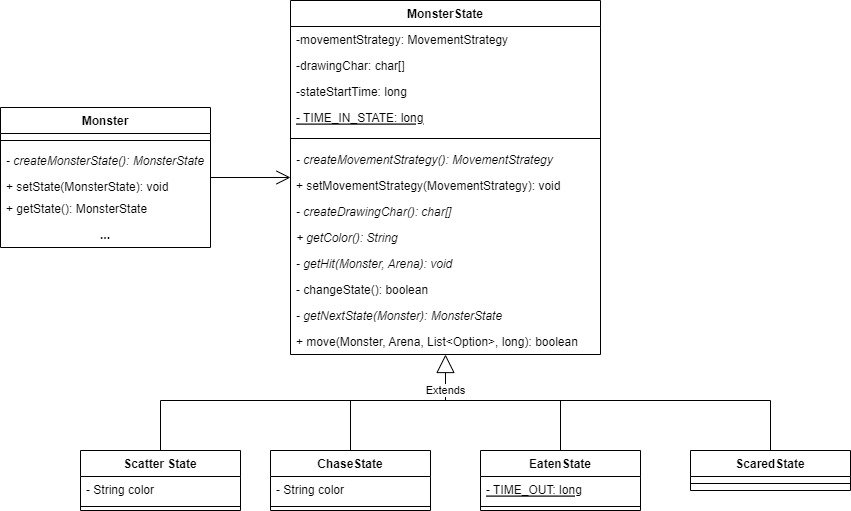 MonsterState
-movementStrategy: MovementStrategy
-drawingChar: char[]
-stateStartTime: long
- TIME_IN_STATE: long
- createMovementStrategy(): MovementStrategy
+ setMovementStrategy(MovementStrategy): void
- createDrawingChar(): char[]
+ getColor(): String
- getHit(Monster, Arena): void
- changeState(): boolean
- getNextState(Monster): MonsterState
+ move(Monster, Arena, List<Option>, long): boolean
Monster
- createMonsterState(): MonsterState
+ setState(MonsterState): void
+ getState(): MonsterState
...
Extends
Scatter State
- String color
ChaseState
- String color
EatenState
- TIME_OUT: long
ScaredState